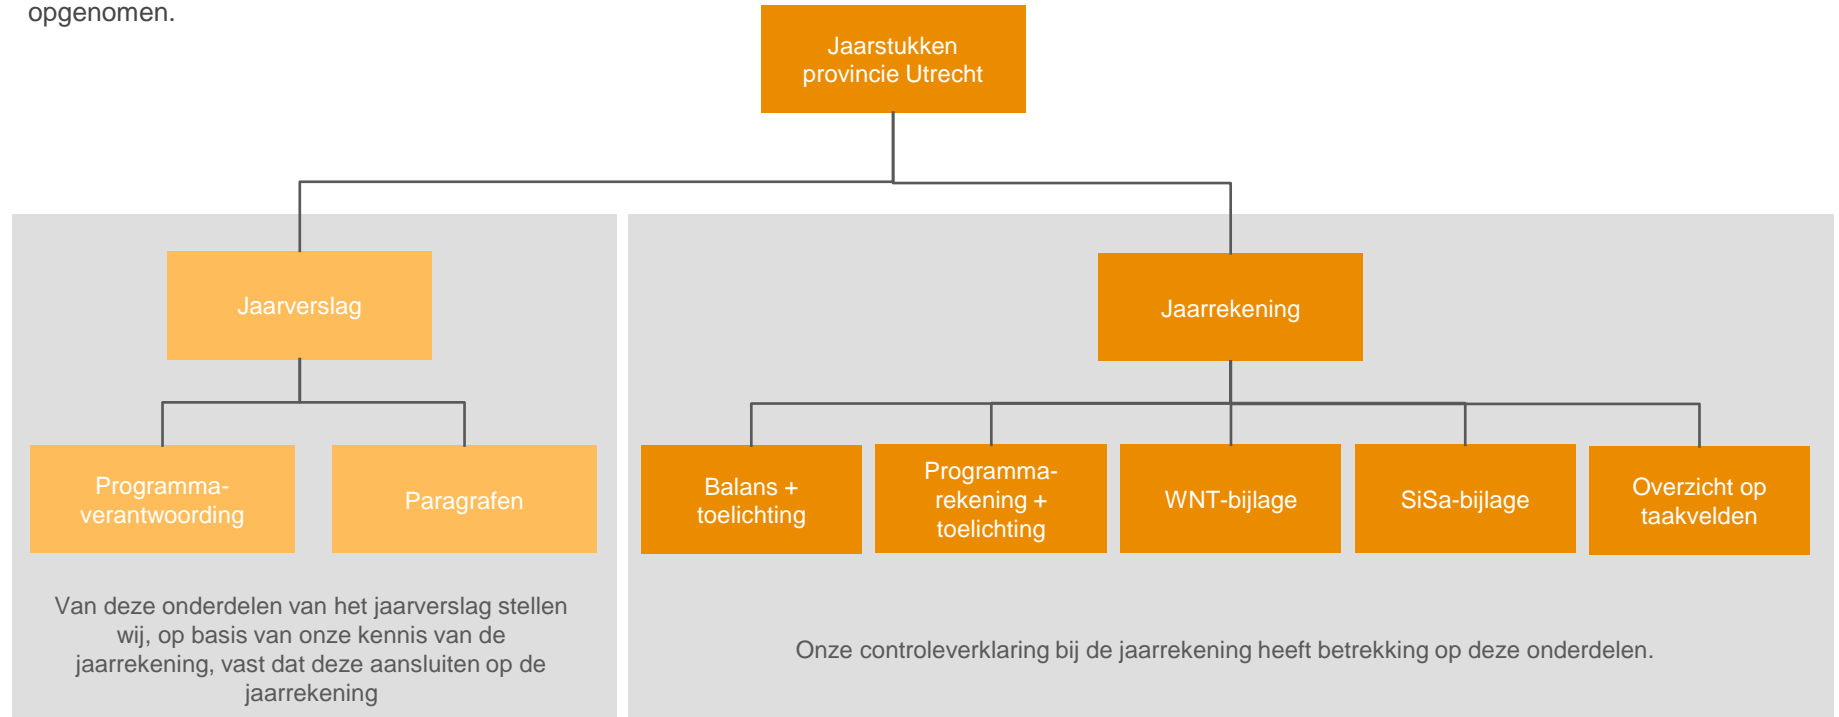 opgenomen.
Jaarstukken
provincie Utrecht
Jaarverslag
Jaarrekening
Programma-
verantwoording
Paragrafen
Balans +
toelichting
Programma-
rekening +
toelichting
WNT-bijlage
SiSa-bijlage
Overzicht op
taakvelden
Van deze onderdelen van het jaarverslag stellen
wij, op basis van onze kennis van de
jaarrekening, vast dat deze aansluiten op de
jaarrekening
Onze controleverklaring bij de jaarrekening heeft betrekking op deze onderdelen.